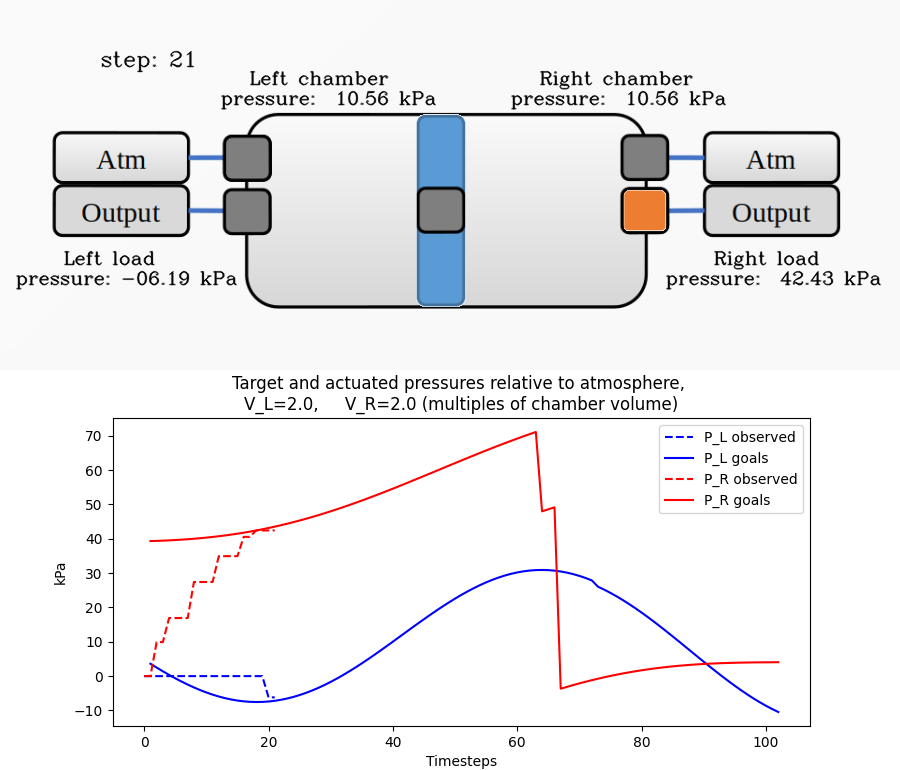 step: 21
Left chamber
pressure:  10.56 kPa
Right chamber
pressure:  10.56 kPa
Atm
Output
Atm
Output
Left load
pressure: -06.19 kPa
Right load
pressure:  42.43 kPa
Target and actuated pressures relative to atmosphere,
V_L=2.0,     V_R=2.0 (multiples of chamber volume)
P_L observed
P_L goals
P_R observed
P_R goals
kPa
70
60
50
40
30
20
10
0
−10
0 20 40 60 80 100
Timesteps